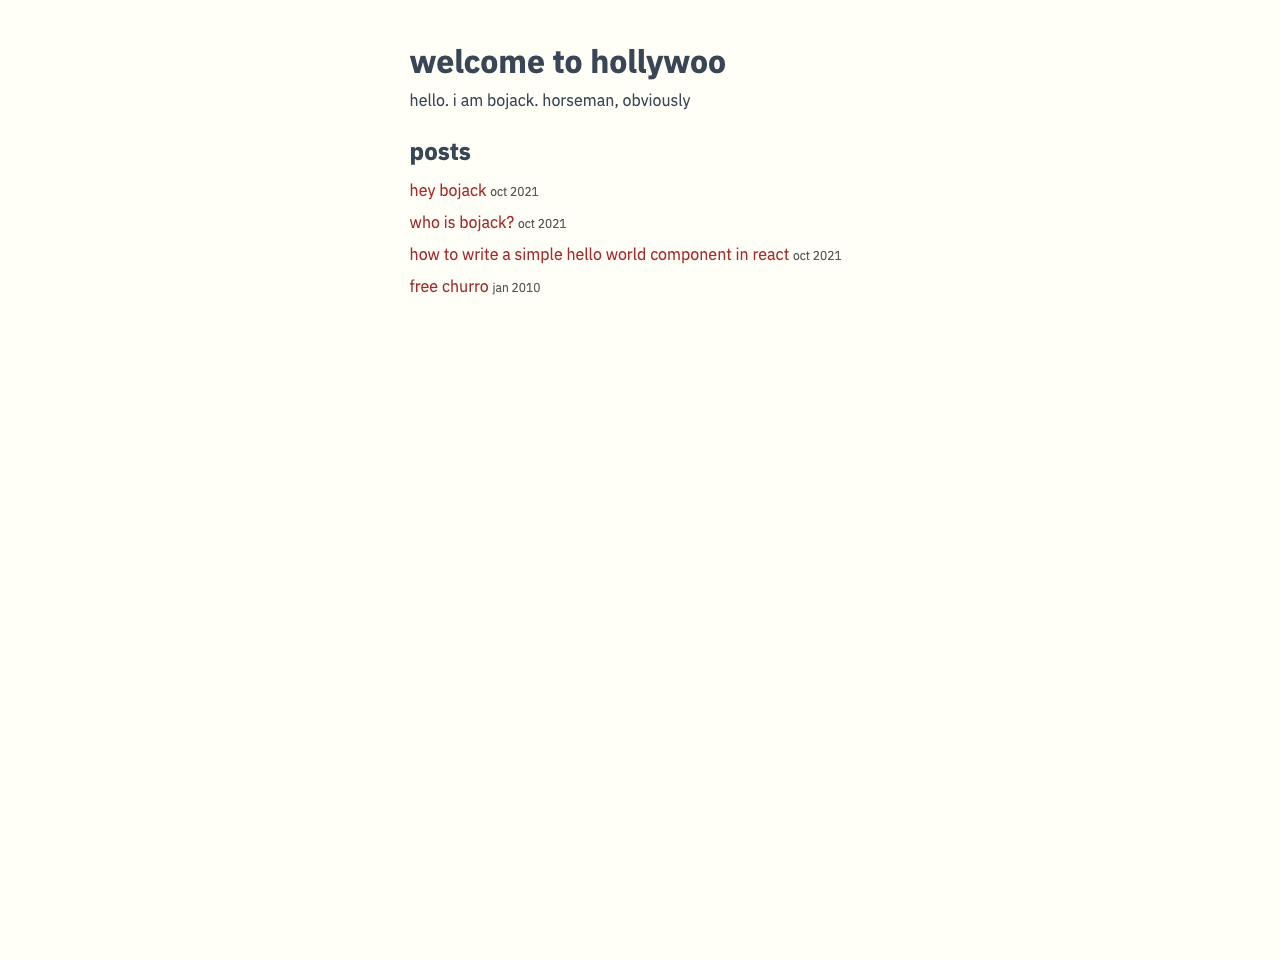 welcome to hollywoo
hello. i am bojack. horseman, obviously
posts
hey bojack oct 2021
who is bojack? oct 2021
how to write a simple hello world component in react oct 2021
free churro jan 2010